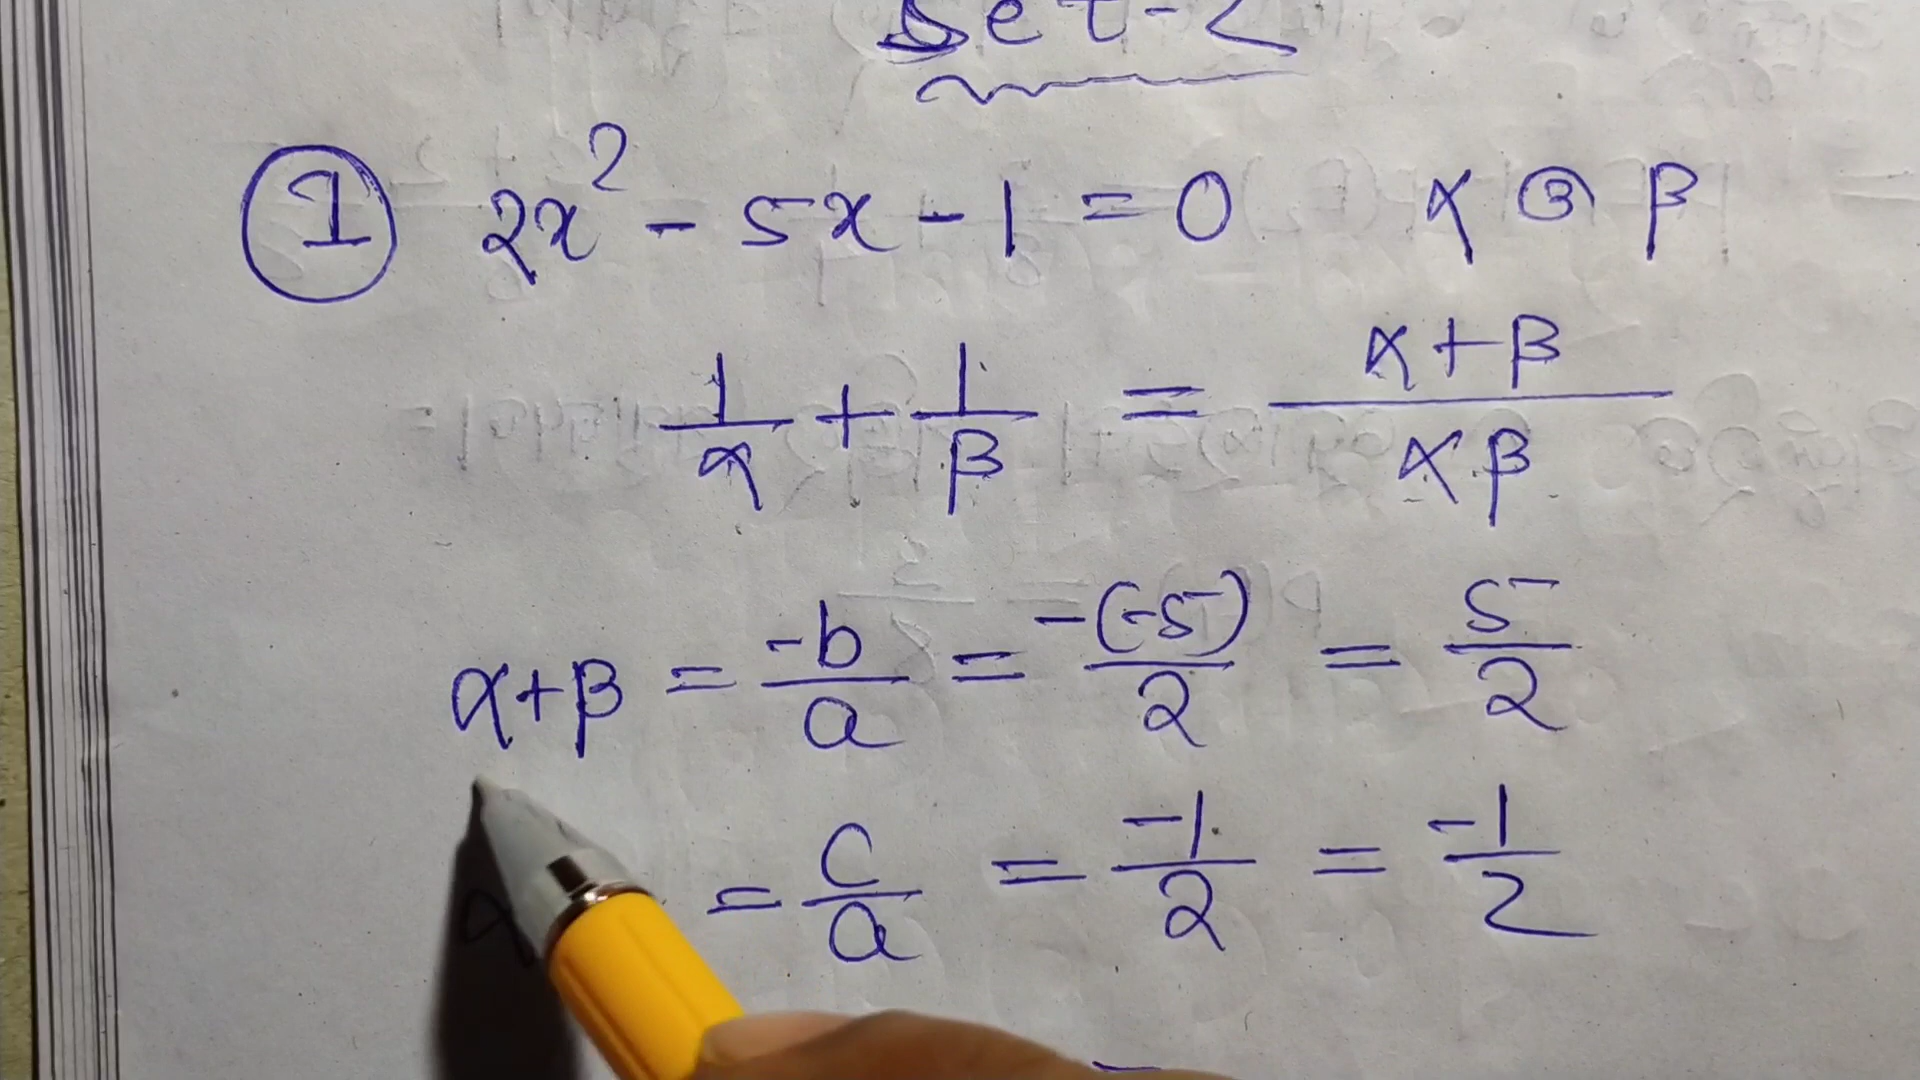 Set-2
① 2x² - 5x - 1 = 0 α ও β
1/α + 1/β = α+β/αβ
α+β = -b/a = -(-5)/2 = 5/2
α = c/a = -1/2 = -1/2